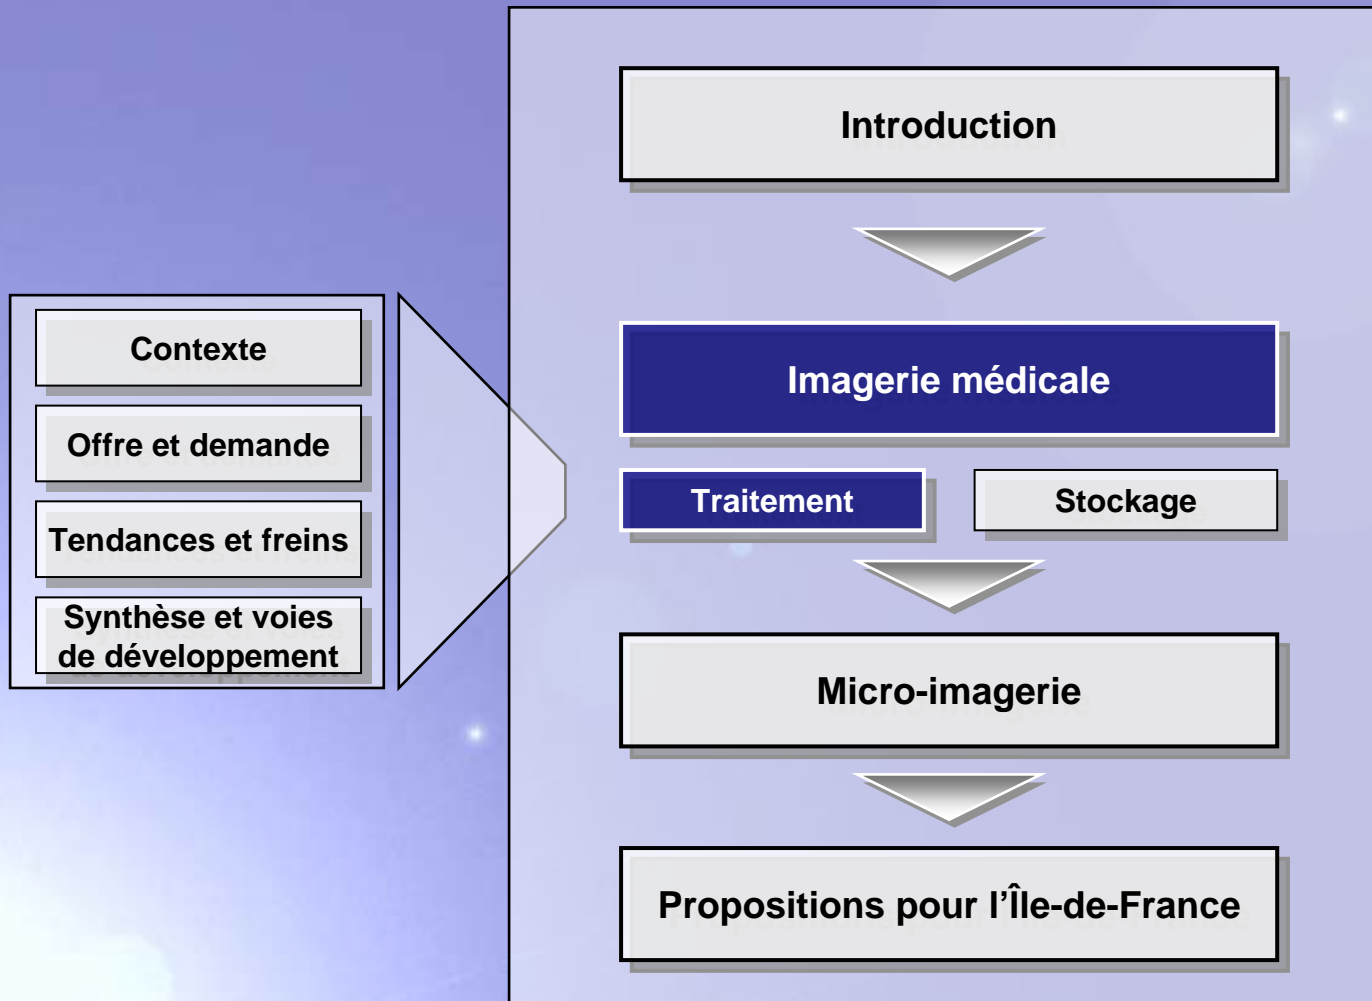 Introduction
Contexte
Offre et demande
Tendances et freins
Synthèse et voies
de développement
Imagerie médicale
Traitement
Stockage
Micro-imagerie
Propositions pour l’Île-de-France